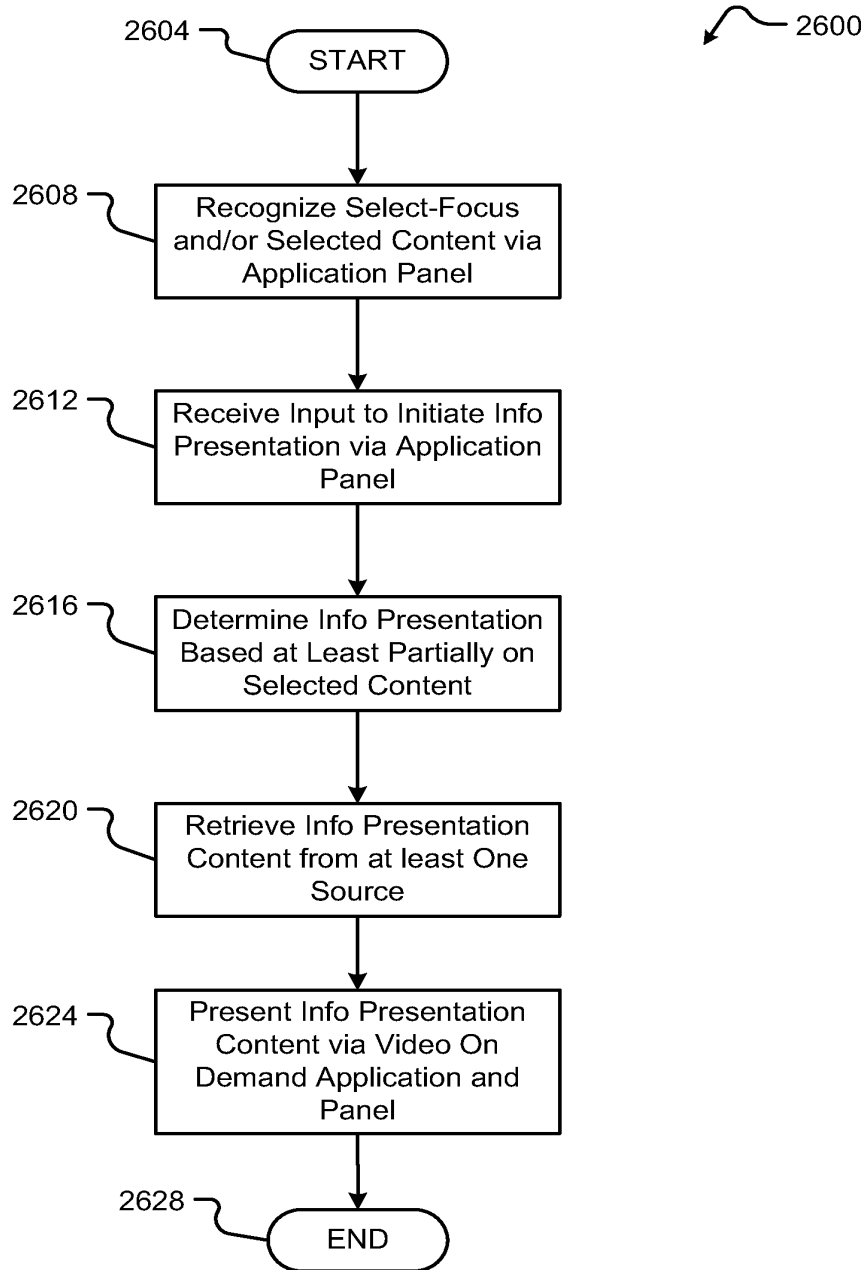 2600
2604
START
2608
Recognize Select-Focus
and/or Selected Content via
Application Panel
2612
Receive Input to Initiate Info
Presentation via Application
Panel
2616
Determine Info Presentation
Based at Least Partially on
Selected Content
2620
Retrieve Info Presentation
Content from at least One
Source
2624
Present Info Presentation
Content via Video On
Demand Application and
Panel
2628
END